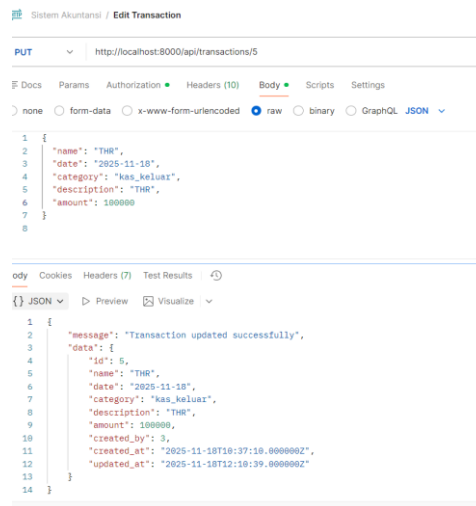 Sistem Akuntansi / Edit Transaction
PUT http://localhost:8000/api/transactions/5
Docs Params Authorization Headers (10) Body Scripts Settings
none form-data x-www-form-urlencoded raw binary GraphQL JSON
1 {
2 "name": "THR",
3 "date": "2025-11-18",
4 "category": "kas_keluar",
5 "description": "THR",
6 "amount": 100000
7 }
8
ody Cookies Headers (7) Test Results
{} JSON Preview Visualize
1 {
2 "message": "Transaction updated successfully",
3 "data": {
4 "id": 5,
5 "name": "THR",
6 "date": "2025-11-18",
7 "category": "kas_keluar",
8 "description": "THR",
9 "amount": 100000,
10 "created_by": 3,
11 "created_at": "2025-11-18T10:37:10.000000Z",
12 "updated_at": "2025-11-18T12:10:39.000000Z"
13 }
14 }